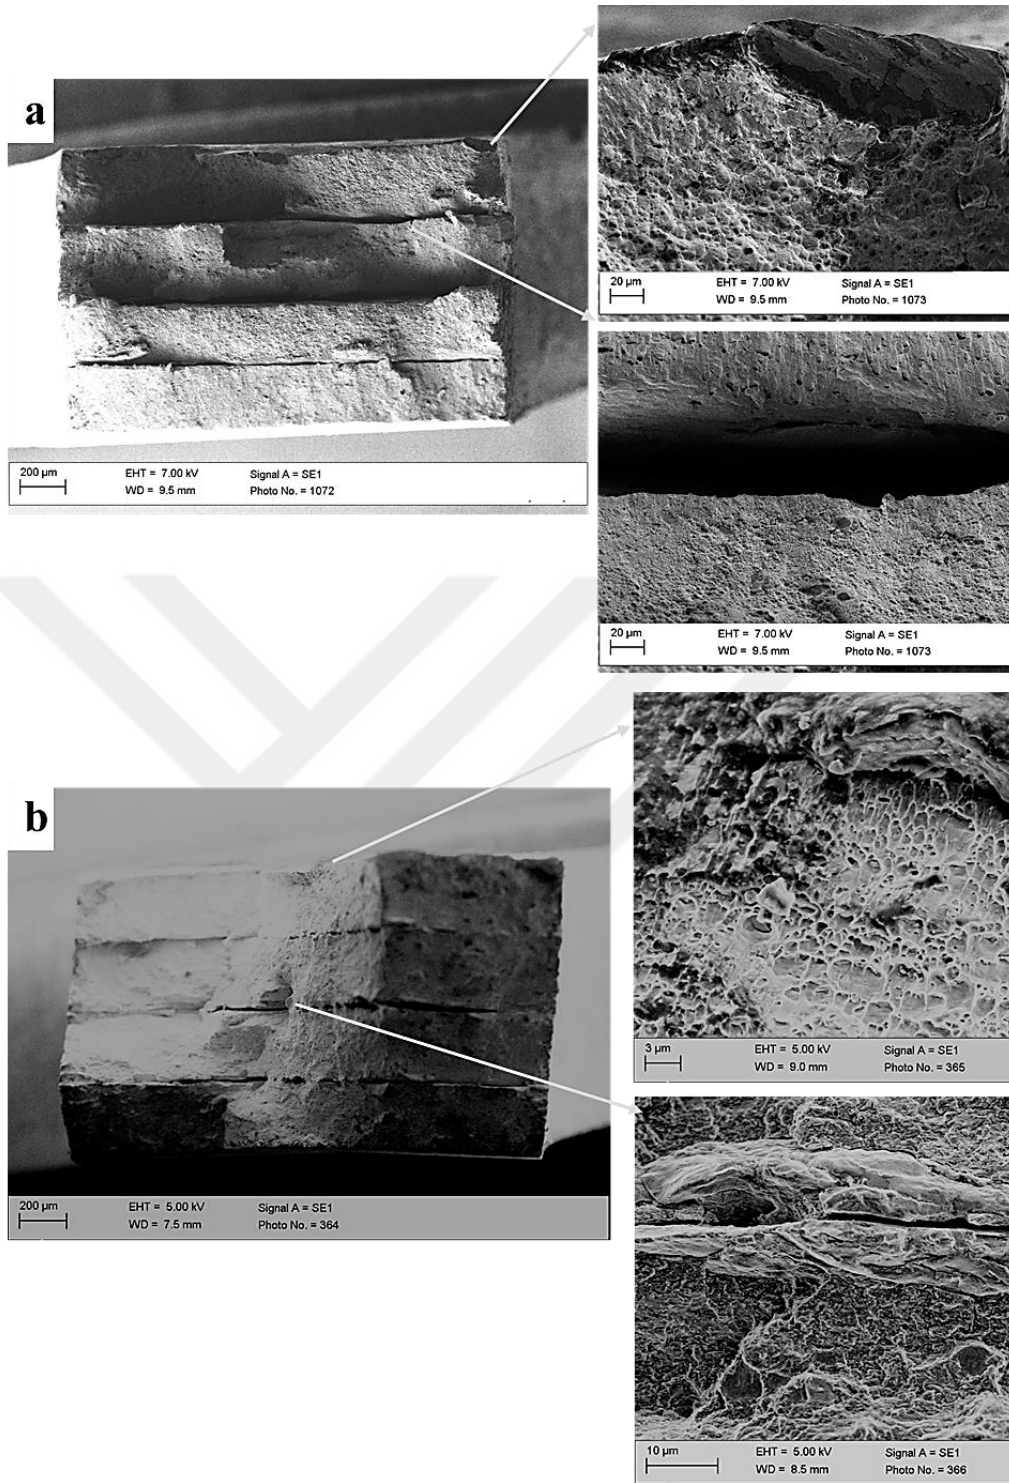 a
200 µm
EHT = 7.00 kV
WD = 9.5 mm
Signal A = SE1
Photo No. = 1072
20 µm
EHT = 7.00 kV
WD = 9.5 mm
Signal A = SE1
Photo No. = 1073
20 µm
EHT = 7.00 kV
WD = 9.5 mm
Signal A = SE1
Photo No. = 1073
b
200 µm
EHT = 5.00 kV
WD = 7.5 mm
Signal A = SE1
Photo No. = 364
3 µm
EHT = 5.00 kV
WD = 9.0 mm
Signal A = SE1
Photo No. = 365
10 µm
EHT = 5.00 kV
WD = 8.5 mm
Signal A = SE1
Photo No. = 366